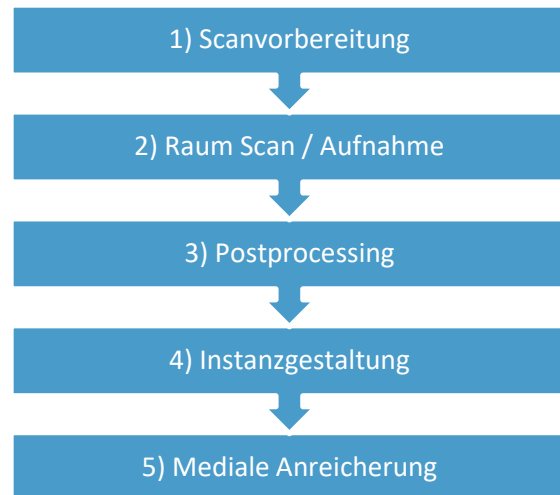 1) Scanvorbereitung
2) Raum Scan / Aufnahme
3) Postprocessing
4) Instanzgestaltung
5) Mediale Anreicherung